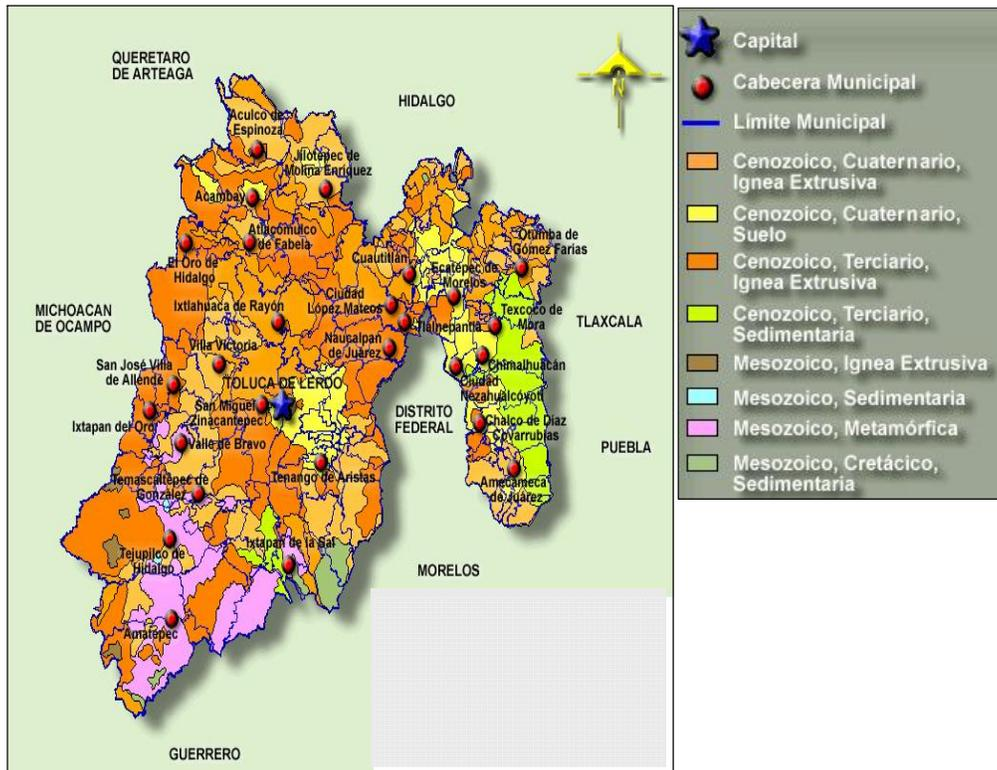 QUERETARO
DE ARTEAGA
HIDALGO
N
Aculco de
Espinoza
Jilotepec de
Molina Enriquez
Acambay
Atlacomulco
de Fabela
El Oro de
Hidalgo
Otumba de
Gómez Farias
Cuautitlán
Ecatepec de
Morelos
MICHOACAN
DE OCAMPO
Ixtlahuaca de Rayón
Ciudad
López Mateos
Tlalnepantla
Texcoco de
Mora
TLAXCALA
Naucalpan
de Juárez
Villa Victoria
San José Villa
de Allende
Chimalhuacán
Ciudad
Nezahualcóyotl
TOLUCA DE LERDO
San Miguel
Zinacantepec
DISTRITO
FEDERAL
Ixtapan del Oro
Chalco de Díaz
Covarrubias
Valle de Bravo
PUEBLA
Tenango de Aristas
Temascaltepec de
González
Amecameca
de Juárez
Ixtapan de la Sal
Tejupilco de
Hidalgo
MORELOS
Amatepec
GUERRERO
Capital
Cabecera Municipal
Límite Municipal
Cenozoico, Cuaternario,
Ignea Extrusiva
Cenozoico, Cuaternario,
Suelo
Cenozoico, Terciario,
Ignea Extrusiva
Cenozoico, Terciario,
Sedimentaria
Mesozoico, Ignea Extrusiva
Mesozoico, Sedimentaria
Mesozoico, Metamórfica
Mesozoico, Cretácico,
Sedimentaria